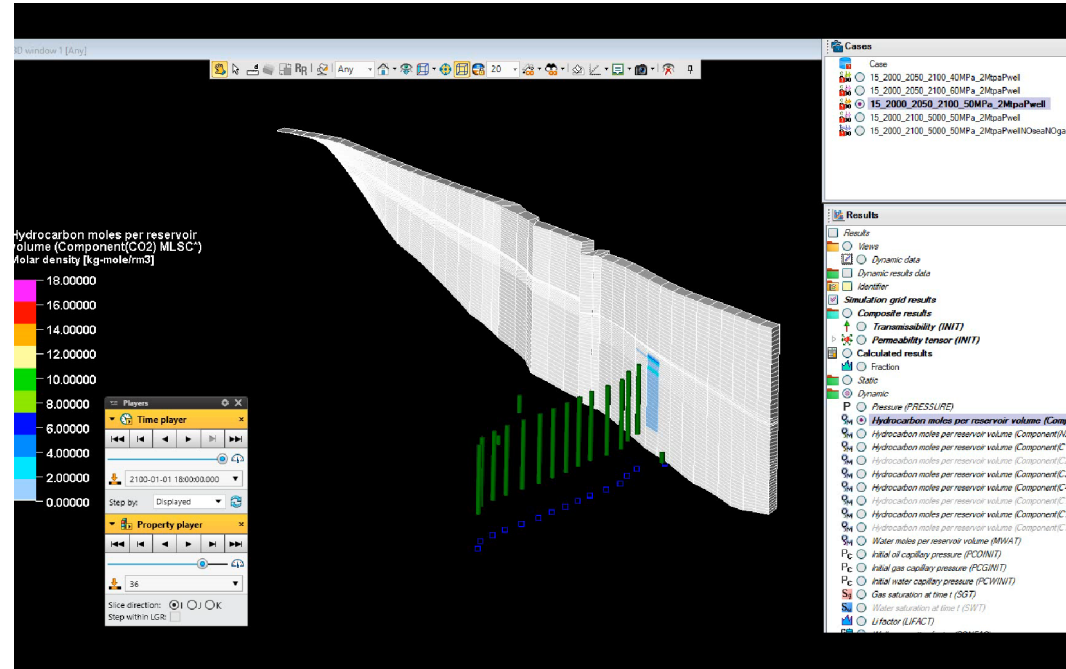 3D window 1 [Any]
Any
20
Hydrocarbon moles per reservoir
volume (Component(CO2) MLSC*)
Molar density [kg-mole/rm3]
18.00000
16.00000
14.00000
12.00000
10.00000
8.00000
6.00000
4.00000
2.00000
0.00000
Players
Time player
2100-01-01 18:00:00.000
Step by: Displayed
Property player
36
Slice direction: I J K
Step within LGR:
Cases
Case
15_2000_2050_2100_40MPa_2MtpaPwell
15_2000_2050_2100_60MPa_2MtpaPwell
15_2000_2050_2100_50MPa_2MtpaPwell
15_2000_2100_5000_50MPa_2MtpaPwell
15_2000_2100_5000_50MPa_2MtpaPwellNOseaNOga
Results
Results
Views
Dynamic data
Dynamic results data
Identifier
Simulation grid results
Composite results
Transmissibility (INIT)
Permeability tensor (INIT)
Calculated results
Fraction
Static
Dynamic
Pressure (PRESSURE)
Hydrocarbon moles per reservoir volume (Comp
Hydrocarbon moles per reservoir volume (Component(N
Hydrocarbon moles per reservoir volume (Component(C
Hydrocarbon moles per reservoir volume (Component(C
Hydrocarbon moles per reservoir volume (Component(C
Hydrocarbon moles per reservoir volume (Component(C
Hydrocarbon moles per reservoir volume (Component(C
Hydrocarbon moles per reservoir volume (Component(C
Hydrocarbon moles per reservoir volume (Component(C
Water moles per reservoir volume (MWAT)
Initial oil capillary pressure (PCOINIT)
Initial gas capillary pressure (PCGINIT)
Initial water capillary pressure (PCWINIT)
Gas saturation at time t (SGT)
Water saturation at time t (SWT)
Li factor (LIFACT)